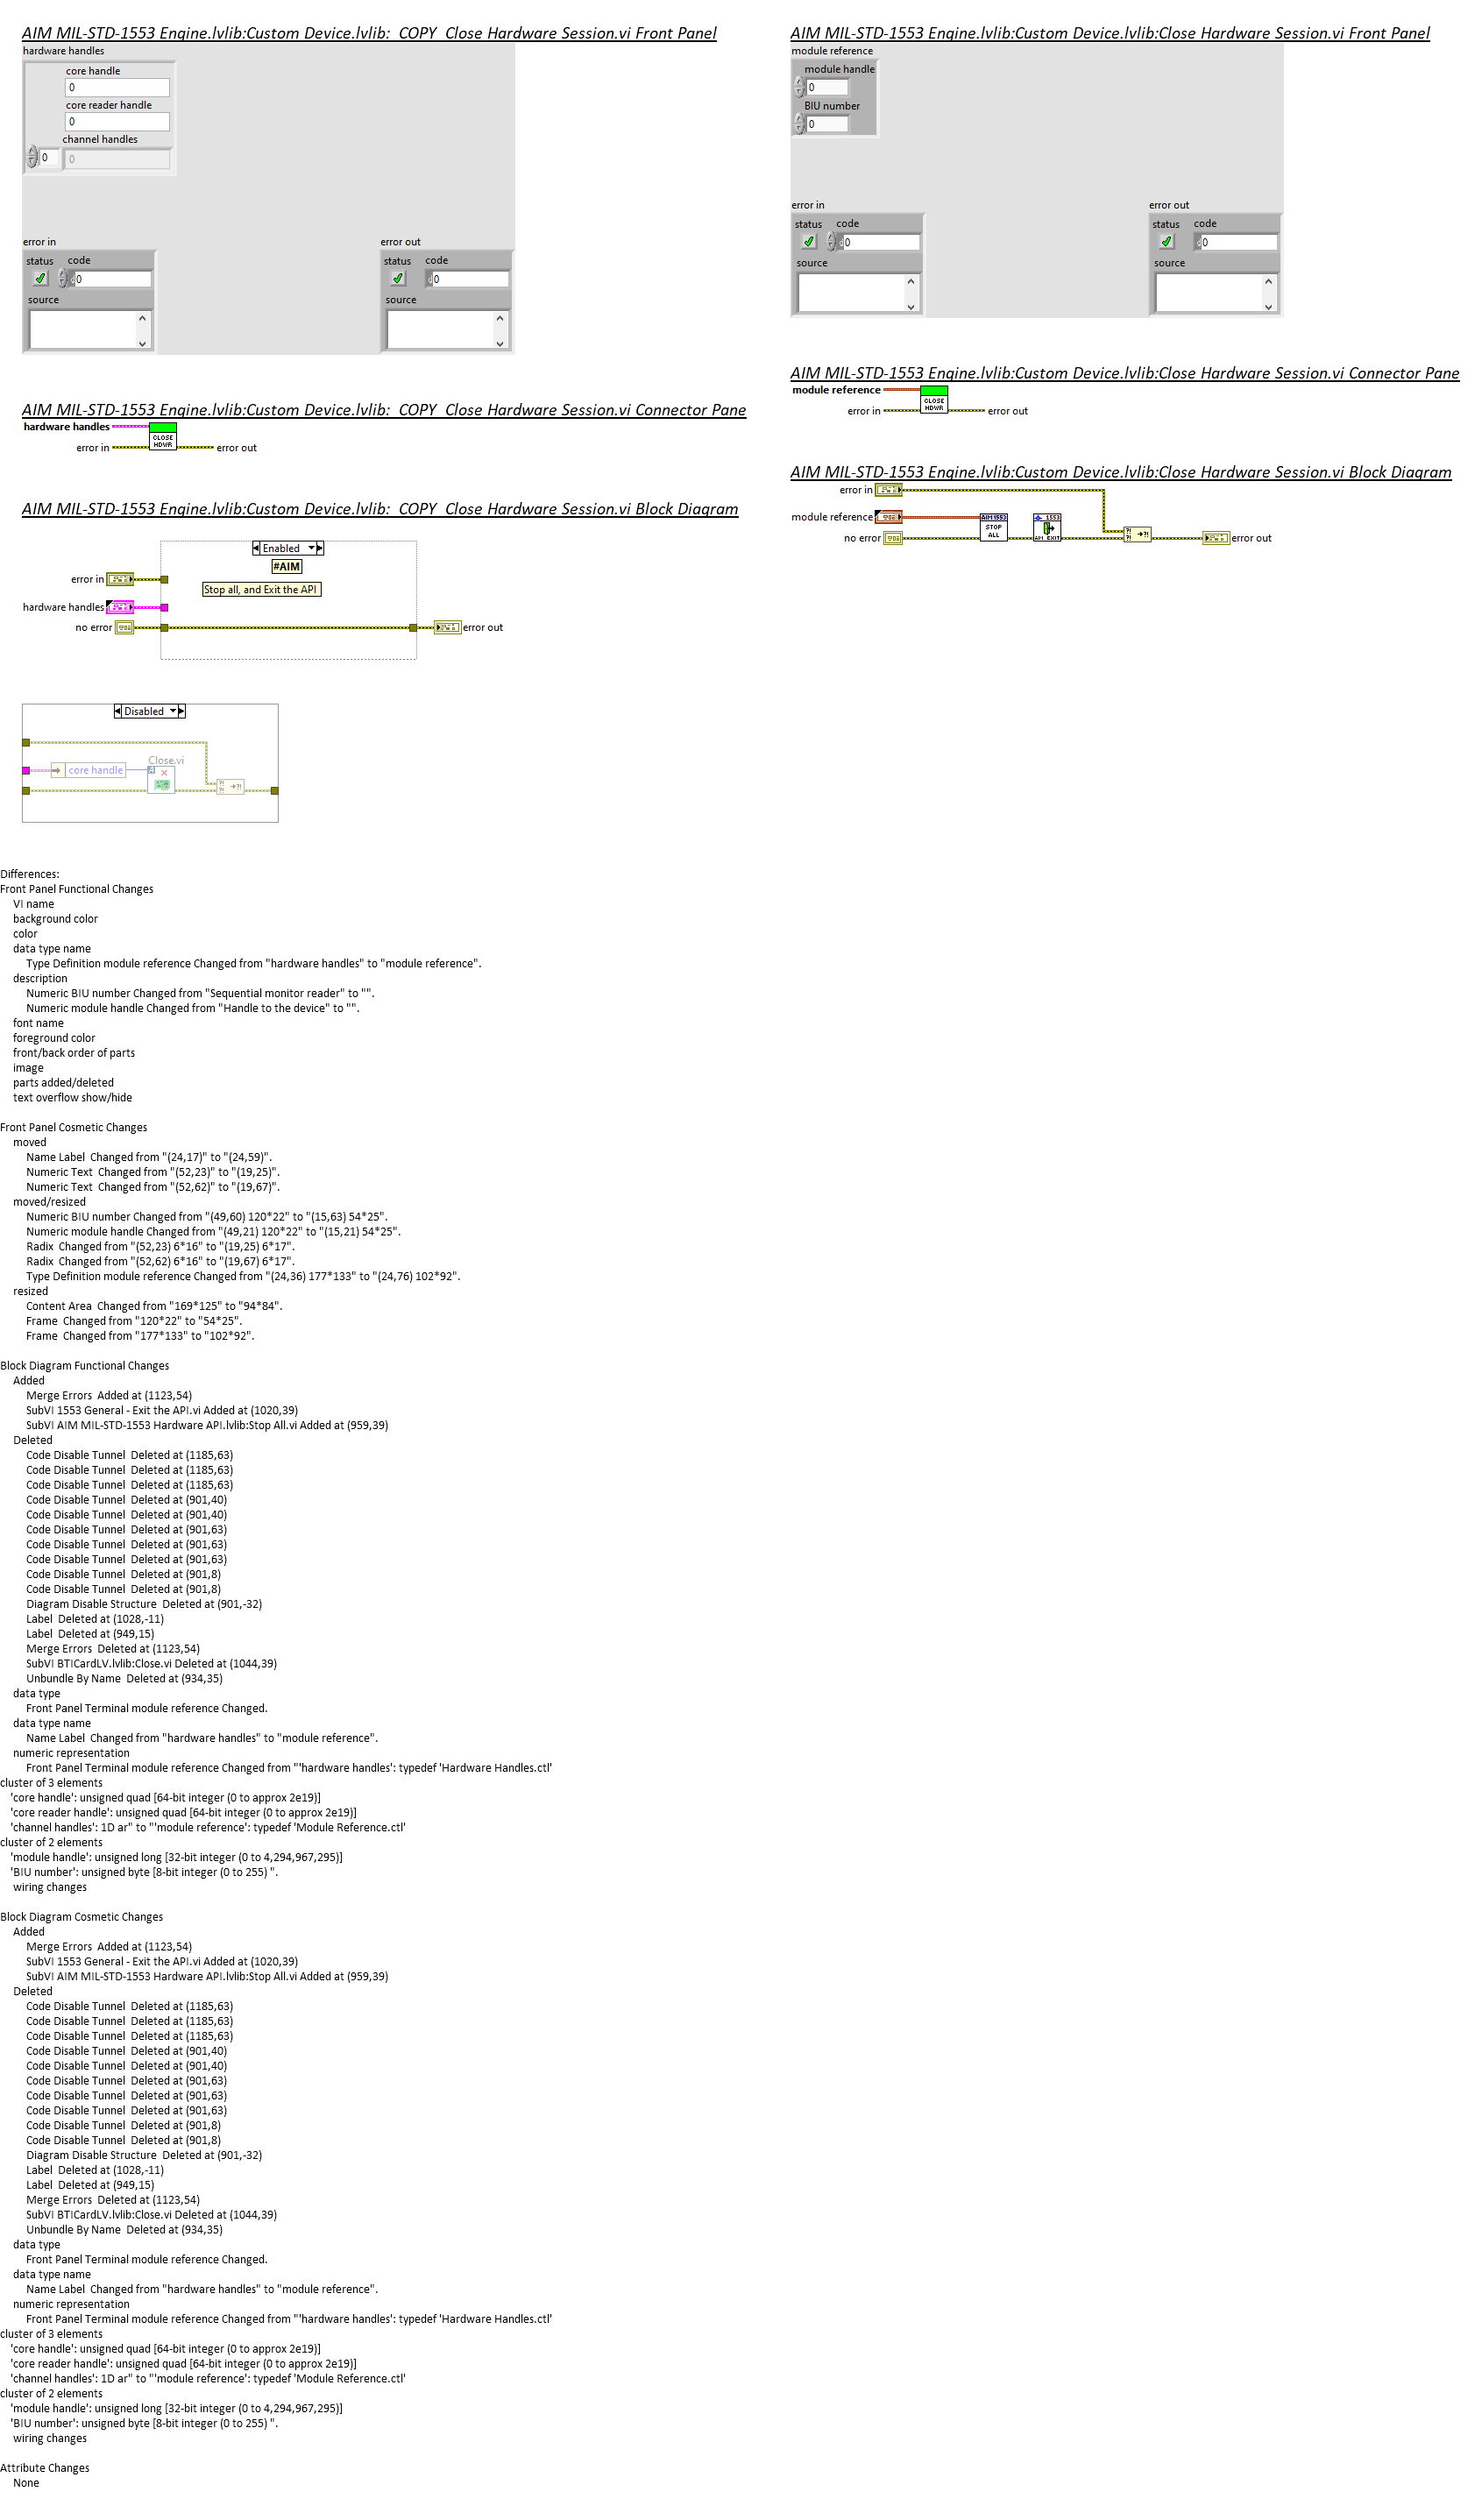 AIM MIL-STD-1553 Engine.lvlib:Custom Device.lvlib:  COPY  Close Hardware Session.vi Front Panel
hardware handles
core handle
0
core reader handle
0
channel handles
0
0
error in
status code
0
source
error out
status code
0
source
AIM MIL-STD-1553 Engine.lvlib:Custom Device.lvlib:  COPY  Close Hardware Session.vi Connector Pane
hardware handles
CLOSE
HDWR
error in
error out
AIM MIL-STD-1553 Engine.lvlib:Custom Device.lvlib:  COPY  Close Hardware Session.vi Block Diagram
Enabled
#AIM
error in
Stop all, and Exit the API
hardware handles
no error
error out
Disabled
Close.vi
core handle
AIM MIL-STD-1553 Engine.lvlib:Custom Device.lvlib:Close Hardware Session.vi Front Panel
module reference
module handle
0
BIU number
0
error in
status code
0
source
error out
status code
0
source
AIM MIL-STD-1553 Engine.lvlib:Custom Device.lvlib:Close Hardware Session.vi Connector Pane
module reference
CLOSE
HDWR
error in
error out
AIM MIL-STD-1553 Engine.lvlib:Custom Device.lvlib:Close Hardware Session.vi Block Diagram
error in
module reference
AIM1553
STOP
ALL
1553
API EXIT
no error
error out
Differences:
Front Panel Functional Changes
VI name
background color
color
data type name
Type Definition module reference Changed from "hardware handles" to "module reference".
description
Numeric BIU number Changed from "Sequential monitor reader" to "".
Numeric module handle Changed from "Handle to the device" to "".
font name
foreground color
front/back order of parts
image
parts added/deleted
text overflow show/hide
Front Panel Cosmetic Changes
moved
Name Label  Changed from "(24,17)" to "(24,59)".
Numeric Text  Changed from "(52,23)" to "(19,25)".
Numeric Text  Changed from "(52,62)" to "(19,67)".
moved/resized
Numeric BIU number Changed from "(49,60) 120*22" to "(15,63) 54*25".
Numeric module handle Changed from "(49,21) 120*22" to "(15,21) 54*25".
Radix  Changed from "(52,23) 6*16" to "(19,25) 6*17".
Radix  Changed from "(52,62) 6*16" to "(19,67) 6*17".
Type Definition module reference Changed from "(24,36) 177*133" to "(24,76) 102*92".
resized
Content Area  Changed from "169*125" to "94*84".
Frame  Changed from "120*22" to "54*25".
Frame  Changed from "177*133" to "102*92".
Block Diagram Functional Changes
Added
Merge Errors  Added at (1123,54)
SubVI 1553 General - Exit the API.vi Added at (1020,39)
SubVI AIM MIL-STD-1553 Hardware API.lvlib:Stop All.vi Added at (959,39)
Deleted
Code Disable Tunnel  Deleted at (1185,63)
Code Disable Tunnel  Deleted at (1185,63)
Code Disable Tunnel  Deleted at (1185,63)
Code Disable Tunnel  Deleted at (901,40)
Code Disable Tunnel  Deleted at (901,40)
Code Disable Tunnel  Deleted at (901,63)
Code Disable Tunnel  Deleted at (901,63)
Code Disable Tunnel  Deleted at (901,63)
Code Disable Tunnel  Deleted at (901,8)
Code Disable Tunnel  Deleted at (901,8)
Diagram Disable Structure  Deleted at (901,-32)
Label  Deleted at (1028,-11)
Label  Deleted at (949,15)
Merge Errors  Deleted at (1123,54)
SubVI BTICardLV.lvlib:Close.vi Deleted at (1044,39)
Unbundle By Name  Deleted at (934,35)
data type
Front Panel Terminal module reference Changed.
data type name
Name Label  Changed from "hardware handles" to "module reference".
numeric representation
Front Panel Terminal module reference Changed from "'hardware handles': typedef 'Hardware Handles.ctl'
cluster of 3 elements
'core handle': unsigned quad [64-bit integer (0 to approx 2e19)]
'core reader handle': unsigned quad [64-bit integer (0 to approx 2e19)]
'channel handles': 1D ar" to "'module reference': typedef 'Module Reference.ctl'
cluster of 2 elements
'module handle': unsigned long [32-bit integer (0 to 4,294,967,295)]
'BIU number': unsigned byte [8-bit integer (0 to 255) ".
wiring changes
Block Diagram Cosmetic Changes
Added
Merge Errors  Added at (1123,54)
SubVI 1553 General - Exit the API.vi Added at (1020,39)
SubVI AIM MIL-STD-1553 Hardware API.lvlib:Stop All.vi Added at (959,39)
Deleted
Code Disable Tunnel  Deleted at (1185,63)
Code Disable Tunnel  Deleted at (1185,63)
Code Disable Tunnel  Deleted at (1185,63)
Code Disable Tunnel  Deleted at (901,40)
Code Disable Tunnel  Deleted at (901,40)
Code Disable Tunnel  Deleted at (901,63)
Code Disable Tunnel  Deleted at (901,63)
Code Disable Tunnel  Deleted at (901,63)
Code Disable Tunnel  Deleted at (901,8)
Code Disable Tunnel  Deleted at (901,8)
Diagram Disable Structure  Deleted at (901,-32)
Label  Deleted at (1028,-11)
Label  Deleted at (949,15)
Merge Errors  Deleted at (1123,54)
SubVI BTICardLV.lvlib:Close.vi Deleted at (1044,39)
Unbundle By Name  Deleted at (934,35)
data type
Front Panel Terminal module reference Changed.
data type name
Name Label  Changed from "hardware handles" to "module reference".
numeric representation
Front Panel Terminal module reference Changed from "'hardware handles': typedef 'Hardware Handles.ctl'
cluster of 3 elements
'core handle': unsigned quad [64-bit integer (0 to approx 2e19)]
'core reader handle': unsigned quad [64-bit integer (0 to approx 2e19)]
'channel handles': 1D ar" to "'module reference': typedef 'Module Reference.ctl'
cluster of 2 elements
'module handle': unsigned long [32-bit integer (0 to 4,294,967,295)]
'BIU number': unsigned byte [8-bit integer (0 to 255) ".
wiring changes
Attribute Changes
None